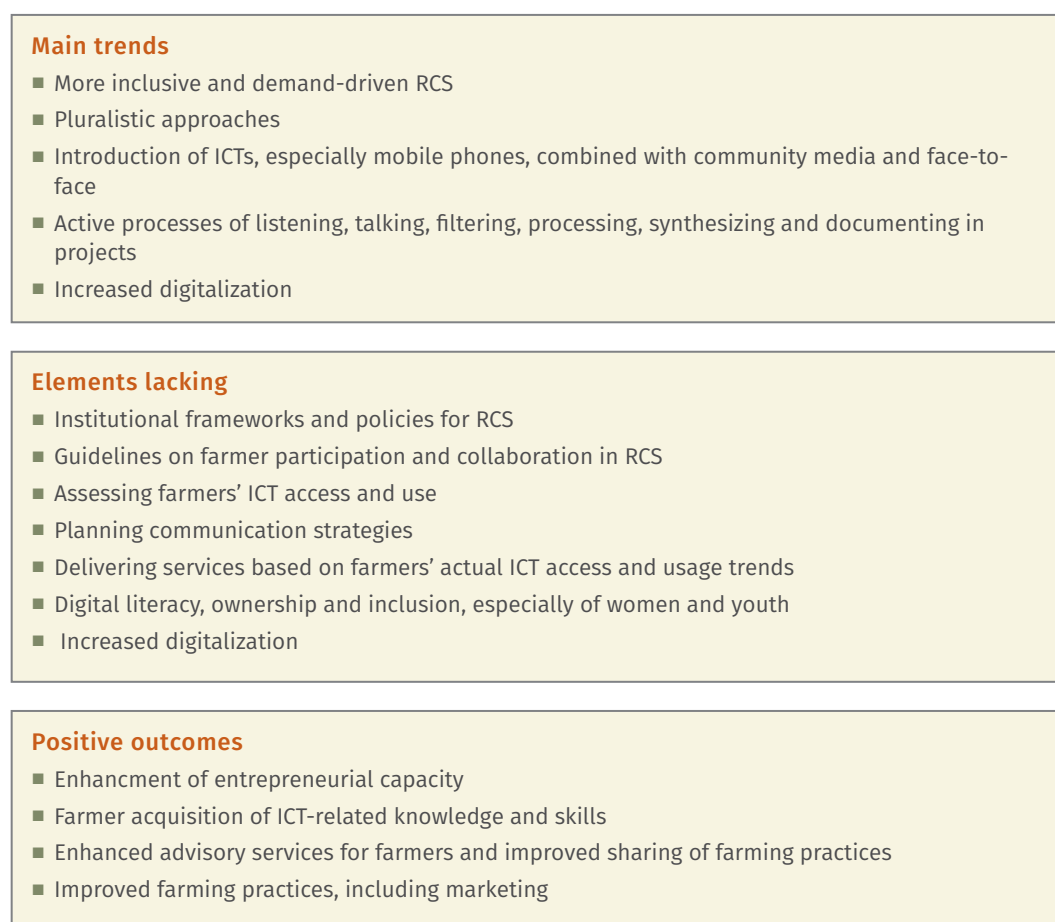 Main trends
■ More inclusive and demand-driven RCS
■ Pluralistic approaches
■ Introduction of ICTs, especially mobile phones, combined with community media and face-to-
face
■ Active processes of listening, talking, filtering, processing, synthesizing and documenting in
projects
■ Increased digitalization
Elements lacking
■ Institutional frameworks and policies for RCS
■ Guidelines on farmer participation and collaboration in RCS
■ Assessing farmers’ ICT access and use
■ Planning communication strategies
■ Delivering services based on farmers’ actual ICT access and usage trends
■ Digital literacy, ownership and inclusion, especially of women and youth
■ Increased digitalization
Positive outcomes
■ Enhancment of entrepreneurial capacity
■ Farmer acquisition of ICT-related knowledge and skills
■ Enhanced advisory services for farmers and improved sharing of farming practices
■ Improved farming practices, including marketing